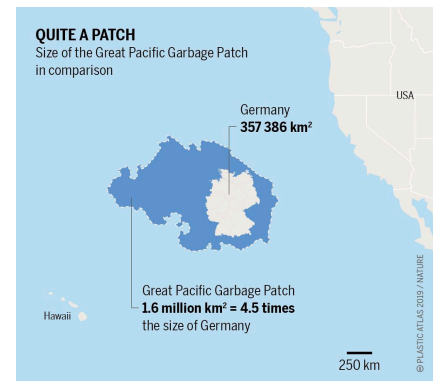 QUITE A PATCH
Size of the Great Pacific Garbage Patch
in comparison
USA
Germany
357 386 km²
Great Pacific Garbage Patch
1.6 million km² = 4.5 times
the size of Germany
Hawaii
250 km
© PLASTIC ATLAS 2019 / NATURE